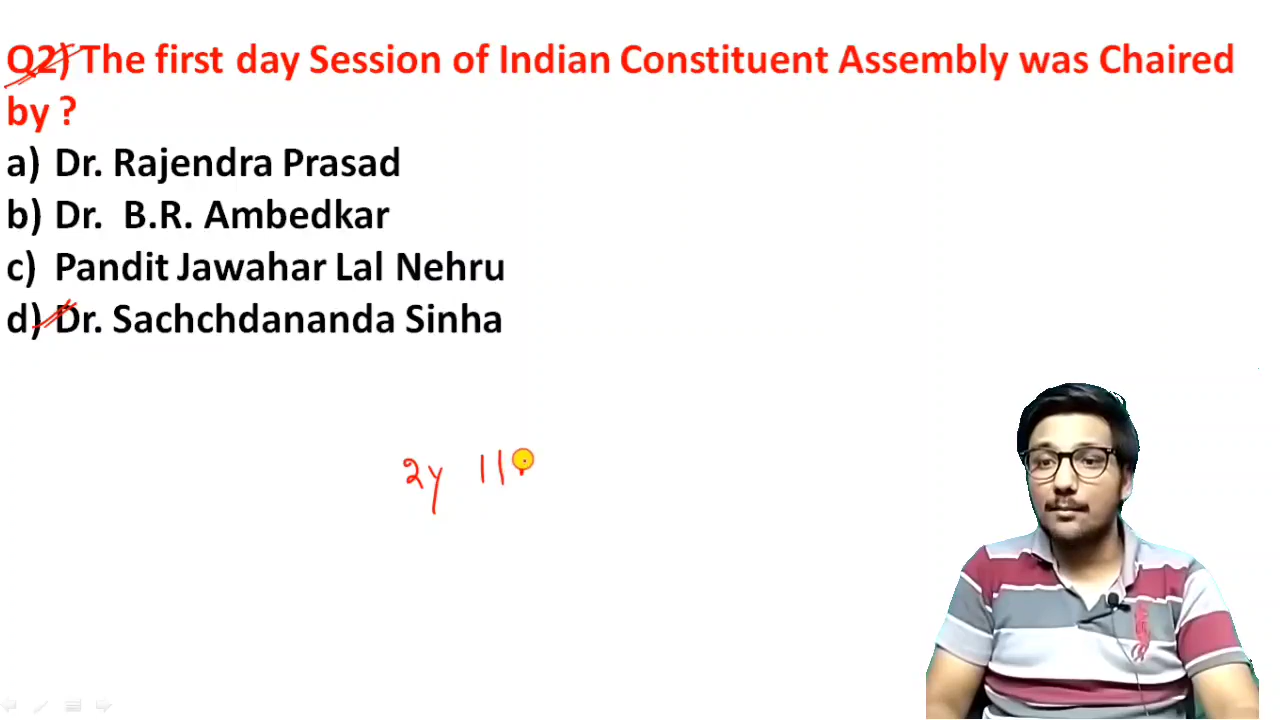 Q2) The first day Session of Indian Constituent Assembly was Chaired
by ?
a) Dr. Rajendra Prasad
b) Dr. B.R. Ambedkar
c) Pandit Jawahar Lal Nehru
d) Dr. Sachchdananda Sinha
2y 11